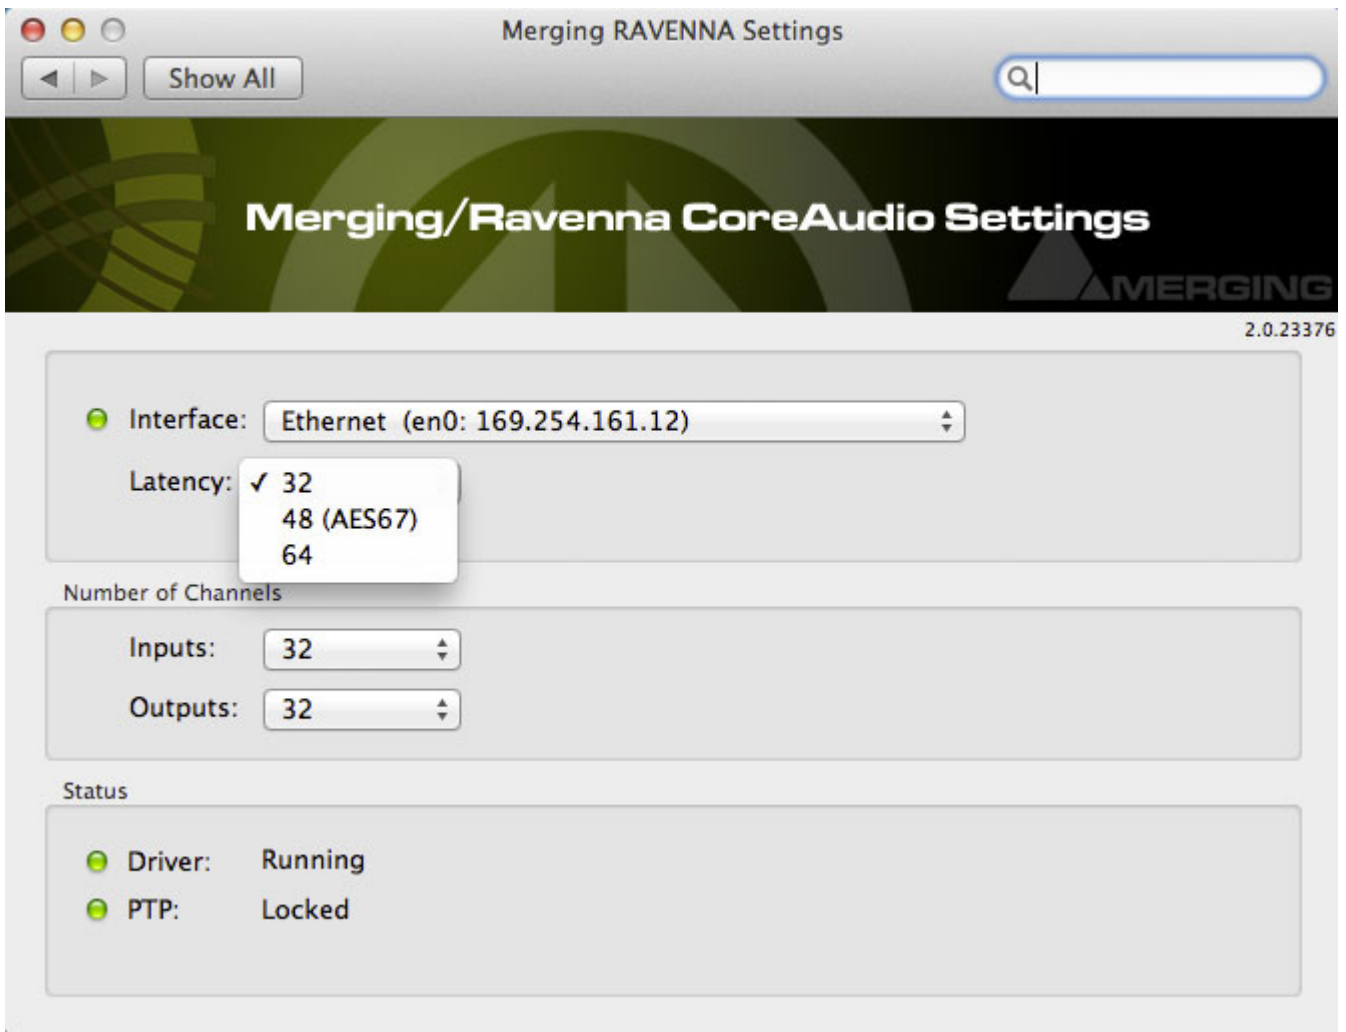 Merging RAVENNA Settings
Show All
Merging/Ravenna CoreAudio Settings
MERGING
2.0.23376
Interface: Ethernet (en0: 169.254.161.12)
Latency: ✓ 32
48 (AES67)
64
Number of Channels
Inputs: 32
Outputs: 32
Status
Driver: Running
PTP: Locked